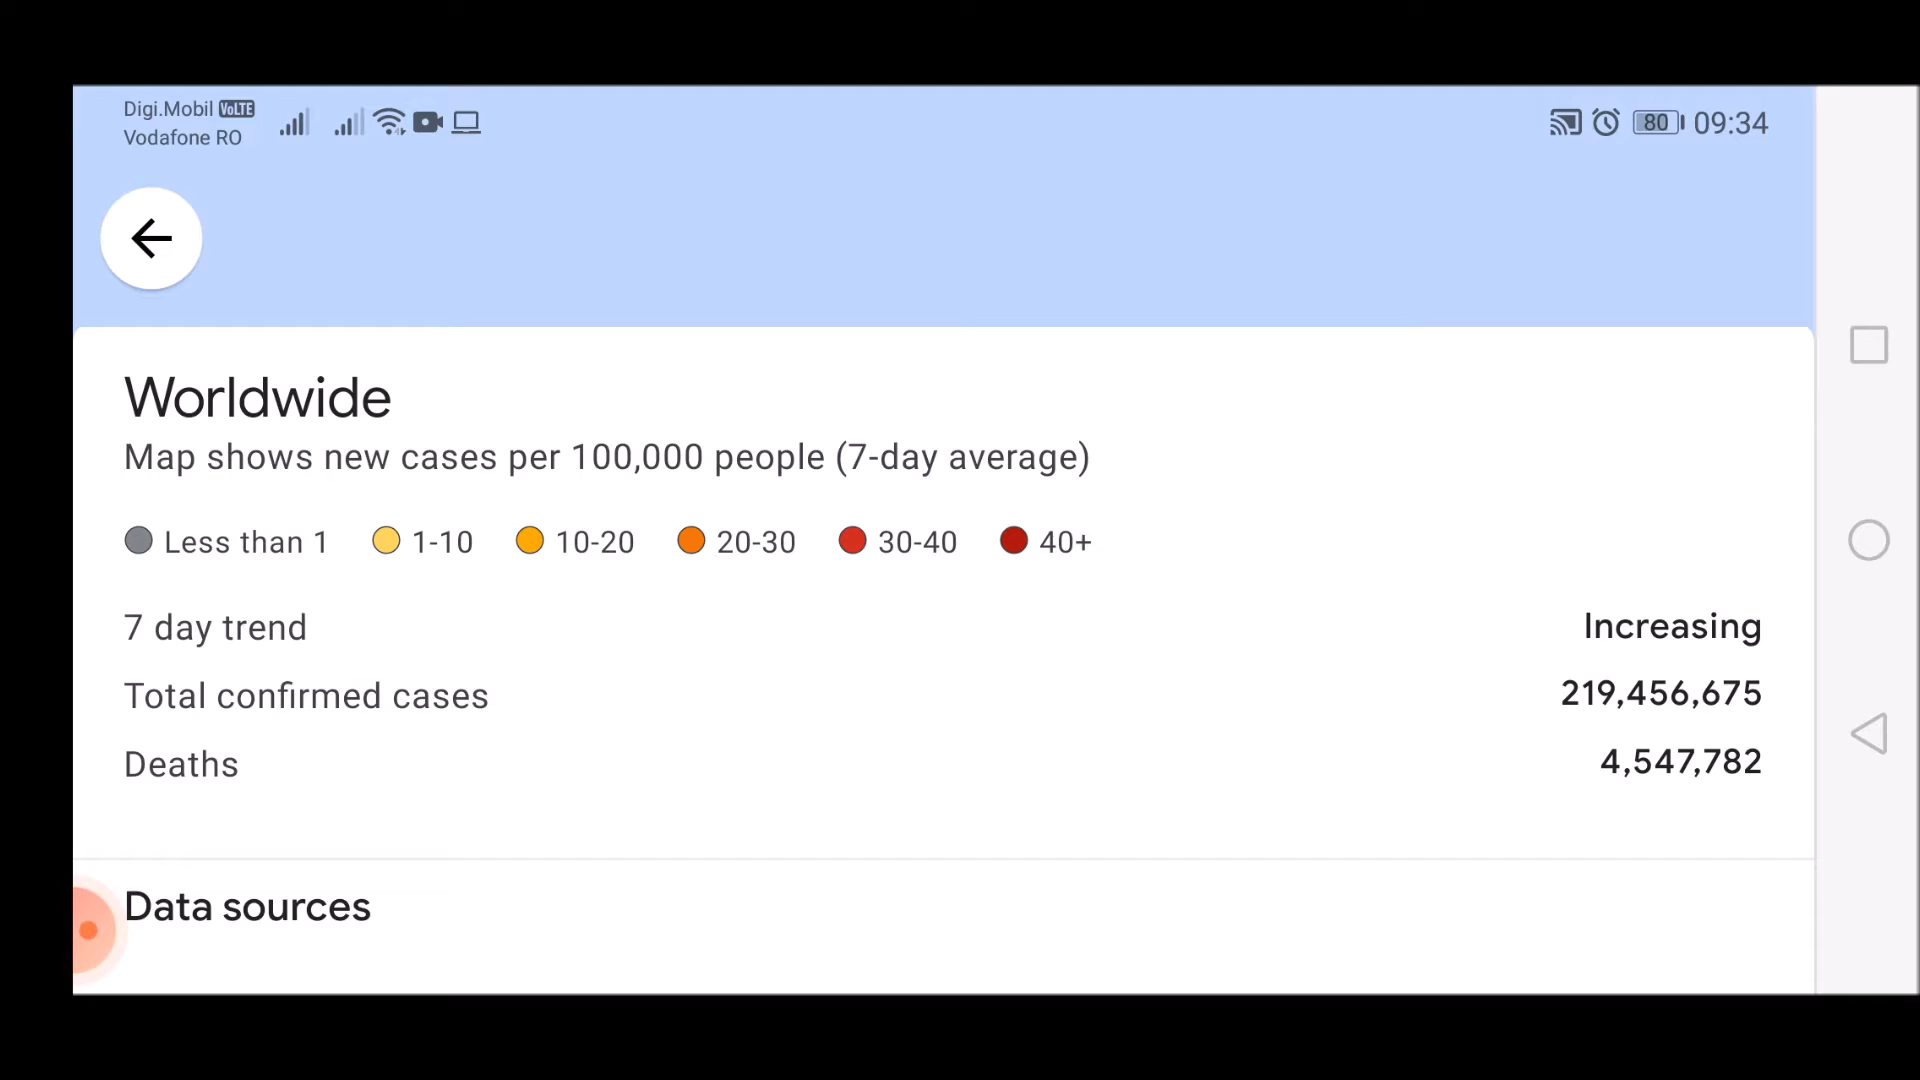 Digi.Mobil VoLTE
Vodafone RO
80 09:34
Worldwide
Map shows new cases per 100,000 people (7-day average)
Less than 1 1-10 10-20 20-30 30-40 40+
7 day trend Increasing
Total confirmed cases 219,456,675
Deaths 4,547,782
Data sources